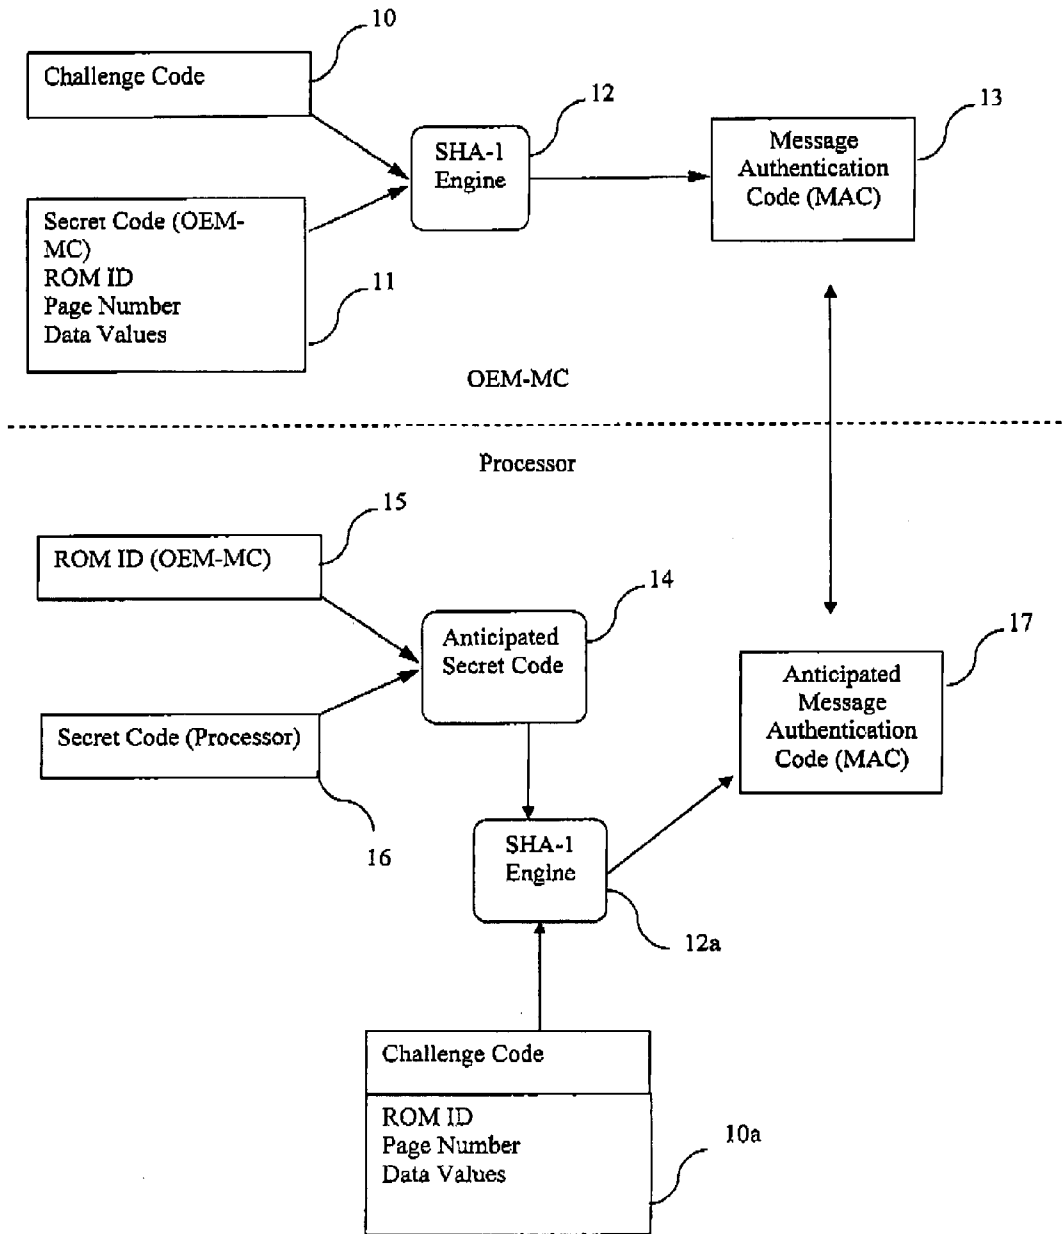 10
Challenge Code
12
13
SHA-1
Engine
Message
Authentication
Code (MAC)
Secret Code (OEM-
MC)
ROM ID
Page Number
Data Values
11
OEM-MC
Processor
15
ROM ID (OEM-MC)
14
Anticipated
Secret Code
17
Anticipated
Message
Authentication
Code (MAC)
Secret Code (Processor)
16
SHA-1
Engine
12a
Challenge Code
ROM ID
Page Number
Data Values
10a